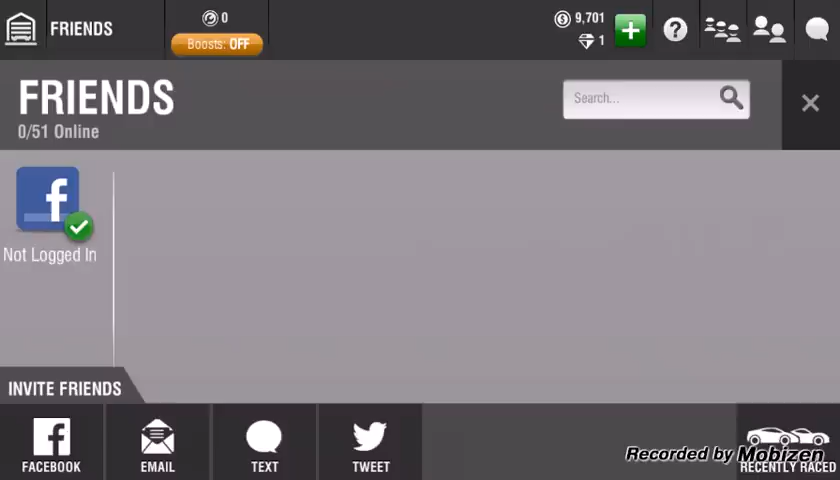 FRIENDS
0
Boosts: OFF
9,701
1
FRIENDS
0/51 Online
Search...
Not Logged In
INVITE FRIENDS
FACEBOOK
EMAIL
TEXT
TWEET
RECENTLY RACED
Recorded by Mobizen